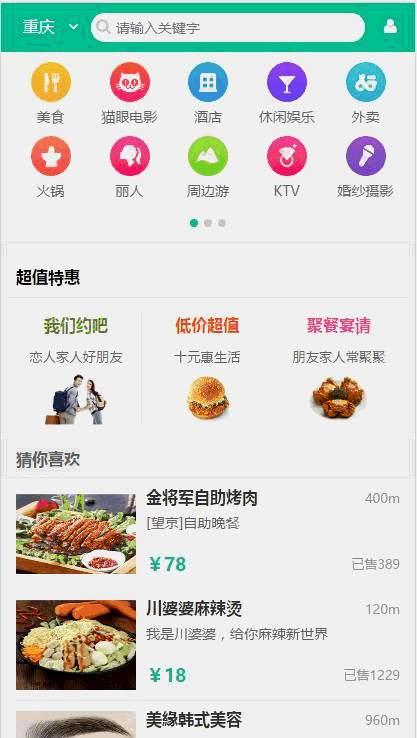 重庆
请输入关键字
美食 猫眼电影 酒店 休闲娱乐 外卖
火锅 丽人 周边游 KTV 婚纱摄影
超值特惠
我们约吧 低价超值 聚餐宴请
恋人家人好朋友 十元惠生活 朋友家人常聚聚
猜你喜欢
金将军自助烤肉 400m
[望京]自助晚餐
¥78 已售389
川婆婆麻辣烫 120m
我是川婆婆，给你麻辣新世界
¥18 已售1229
美緣韩式美容 960m